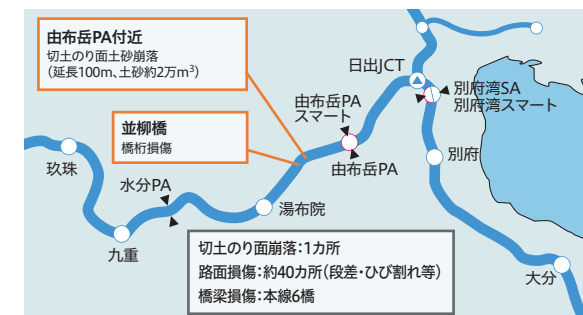 由布岳PA付近
切土のり面土砂崩落
（延長100m、土砂約2万m³）
並柳橋
橋桁損傷
日出JCT
別府湾SA
別府湾スマート
由布岳PA
スマート
由布岳PA
別府
玖珠
水分PA
湯布院
九重
大分
切土のり面崩落：1カ所
路面損傷：約40カ所（段差・ひび割れ等）
橋梁損傷：本線6橋